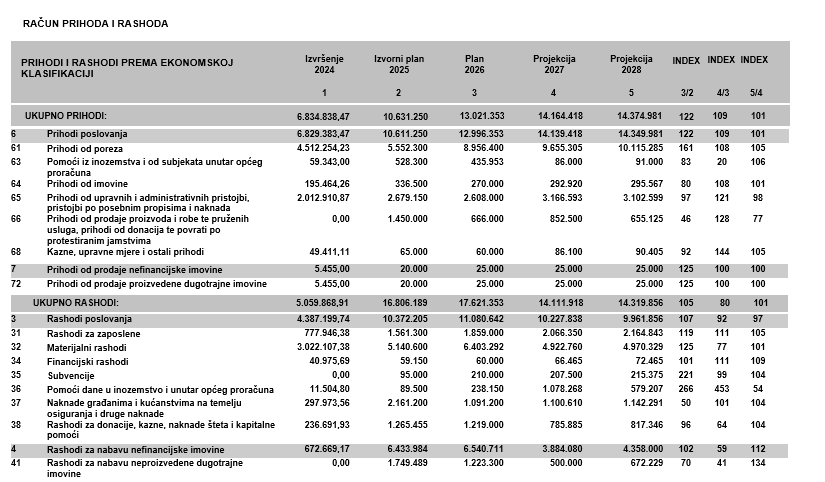 RAČUN PRIHODA I RASHODA
PRIHODI I RASHODI PREMA EKONOMSKOJ KLASIFIKACIJI Izvršenje 2024 Izvorni plan 2025 Plan 2026 Projekcija 2027 Projekcija 2028 INDEX INDEX INDEX
1 2 3 4 5 3/2 4/3 5/4
UKUPNO PRIHODI: 6.834.838,47 10.631.250 13.021.353 14.164.418 14.374.981 122 109 101
6 Prihodi poslovanja 6.829.383,47 10.611.250 12.996.353 14.139.418 14.349.981 122 109 101
61 Prihodi od poreza 4.512.254,23 5.552.300 8.956.400 9.655.305 10.115.285 161 108 105
63 Pomoći iz inozemstva i od subjekata unutar općeg 59.343,00 528.300 435.953 86.000 91.000 83 20 106
proračuna
64 Prihodi od imovine 195.464,26 336.500 270.000 292.920 295.567 80 108 101
65 Prihodi od upravnih i administrativnih pristojbi, 2.012.910,87 2.679.150 2.608.000 3.166.593 3.102.599 97 121 98
pristojbi po posebnim propisima i naknada
66 Prihodi od prodaje proizvoda i robe te pruženih 0,00 1.450.000 666.000 852.500 655.125 46 128 77
usluga, prihodi od donacija te povrati po
protestiranim jamstvima
68 Kazne, upravne mjere i ostali prihodi 49.411,11 65.000 60.000 86.100 90.405 92 144 105
7 Prihodi od prodaje nefinancijske imovine 5.455,00 20.000 25.000 25.000 25.000 125 100 100
72 Prihodi od prodaje proizvedene dugotrajne imovine 5.455,00 20.000 25.000 25.000 25.000 125 100 100
UKUPNO RASHODI: 5.059.868,91 16.806.189 17.621.353 14.111.918 14.319.856 105 80 101
3 Rashodi poslovanja 4.387.199,74 10.372.205 11.080.642 10.227.838 9.961.856 107 92 97
31 Rashodi za zaposlene 777.946,38 1.561.300 1.859.000 2.066.350 2.164.843 119 111 105
32 Materijalni rashodi 3.022.107,38 5.140.600 6.403.292 4.922.760 4.970.329 125 77 101
34 Financijski rashodi 40.975,69 59.150 60.000 66.465 72.465 101 111 109
35 Subvencije 0,00 95.000 210.000 207.500 215.375 221 99 104
36 Pomoći dane u inozemstvo i unutar općeg proračuna 11.504,80 89.500 238.150 1.078.268 579.207 266 453 54
37 Naknade građanima i kućanstvima na temelju 297.973,56 2.161.200 1.091.200 1.100.610 1.142.291 50 101 104
osiguranja i druge naknade
38 Rashodi za donacije, kazne, naknade šteta i kapitalne 236.691,93 1.265.455 1.219.000 785.885 817.346 96 64 104
pomoći
4 Rashodi za nabavu nefinancijske imovine 672.669,17 6.433.984 6.540.711 3.884.080 4.358.000 102 59 112
41 Rashodi za nabavu neproizvedene dugotrajne 0,00 1.749.489 1.223.300 500.000 672.229 70 41 134
imovine